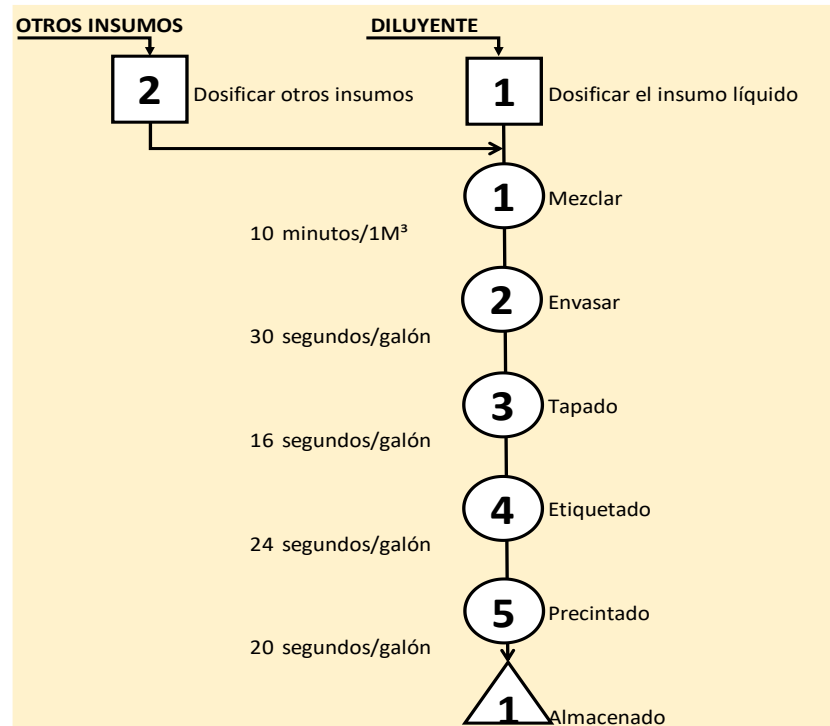 OTROS INSUMOS
DILUYENTE
2
Dosificar otros insumos
1
Dosificar el insumo líquido
1
Mezclar
10 minutos/1M³
2
Envasar
30 segundos/galón
3
Tapado
16 segundos/galón
4
Etiquetado
24 segundos/galón
5
Precintado
20 segundos/galón
1
Almacenado